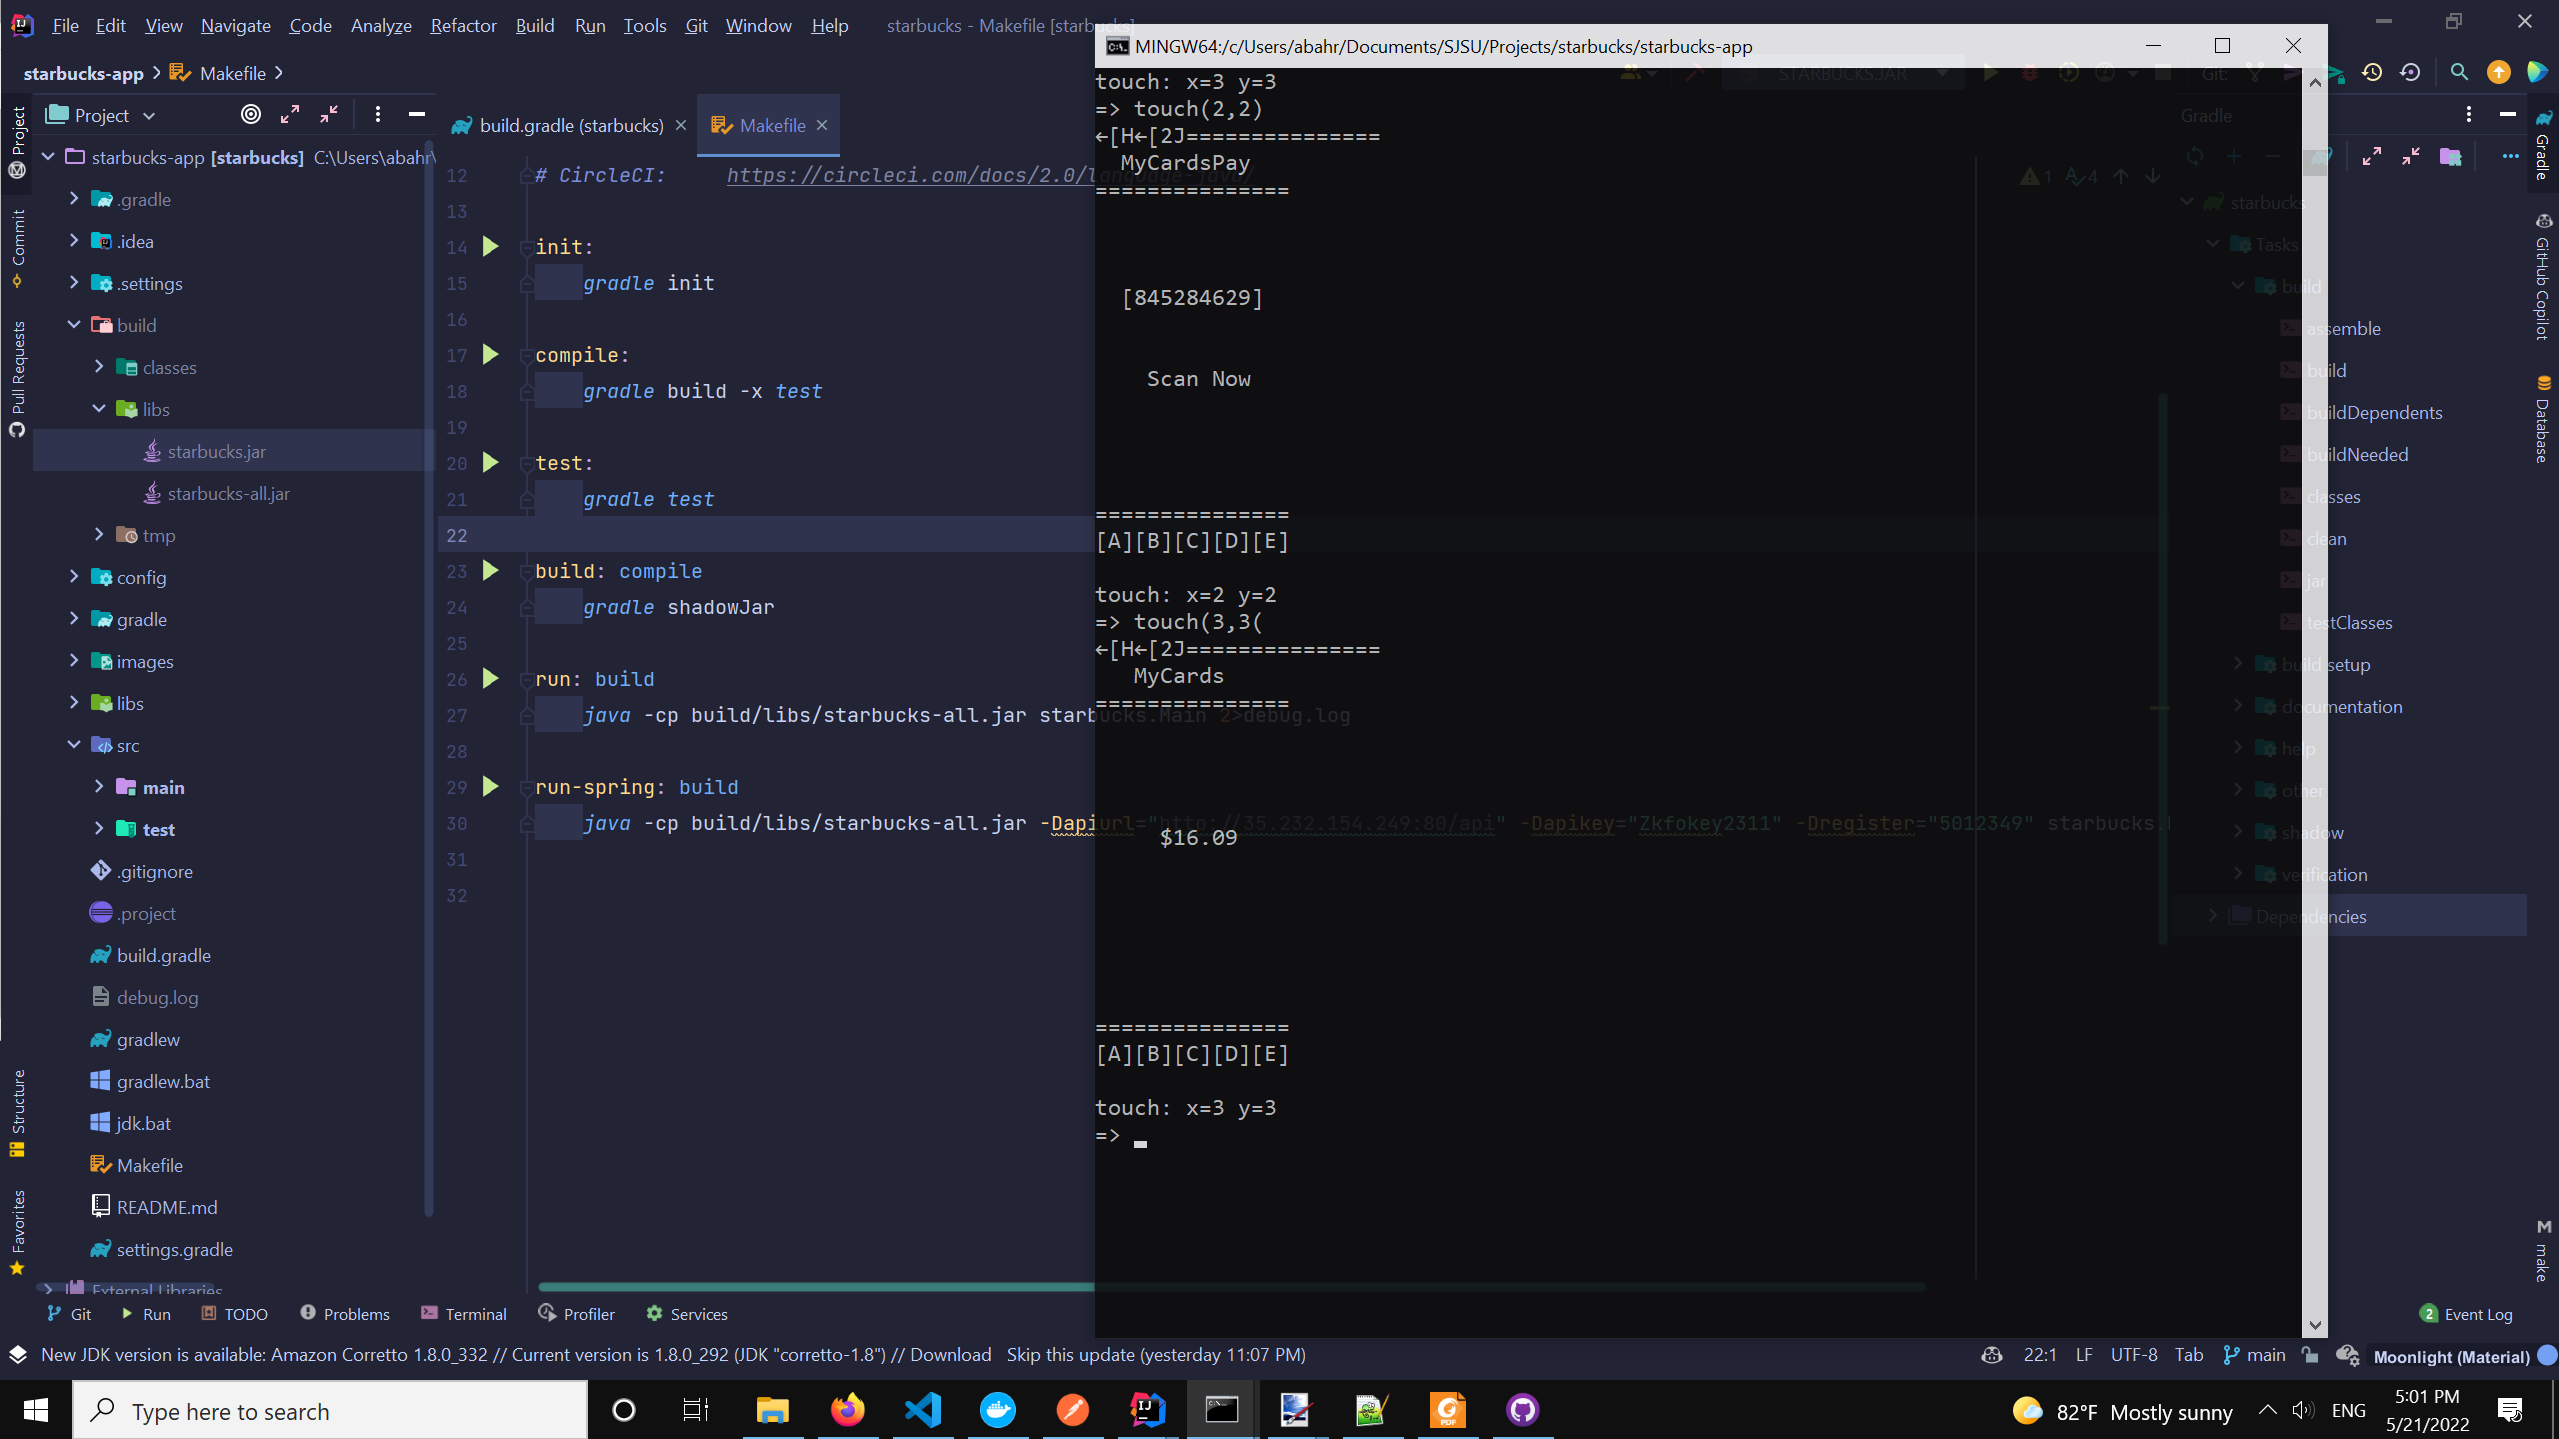 File Edit View Navigate Code Analyze Refactor Build Run Tools Git Window Help starbucks - Makefile [starbucks]
starbucks-app Makefile
Project
build.gradle (starbucks)
Makefile
starbucks-app [starbucks] C:\Users\abahr\
.gradle
.idea
.settings
build
classes
libs
starbucks.jar
starbucks-all.jar
tmp
config
gradle
images
libs
src
main
test
.gitignore
.project
build.gradle
debug.log
gradlew
gradlew.bat
jdk.bat
Makefile
README.md
settings.gradle
External Libraries
Project
Commit
Pull Requests
Structure
Favorites
12 # CircleCI: https://circleci.com/docs/2.0/language-java/
13
14 init:
15 gradle init
16
17 compile:
18 gradle build -x test
19
20 test:
21 gradle test
22
23 build: compile
24 gradle shadowJar
25
26 run: build
27 java -cp build/libs/starbucks-all.jar starbucks.Main 2>debug.log
28
29 run-spring: build
30 java -cp build/libs/starbucks-all.jar -Dapiurl="http://35.232.154.249:80/api" -Dapikey="Zkfokey2311" -Dregister="5012349" starbucks.
31
32
MINGW64:/c/Users/abahr/Documents/SJSU/Projects/starbucks/starbucks-app
touch: x=3 y=3
=> touch(2,2)
←[H←[2J===============
MyCardsPay
===============
[845284629]
Scan Now
===============
[A][B][C][D][E]
touch: x=2 y=2
=> touch(3,3(
←[H←[2J===============
MyCards
===============
$16.09
===============
[A][B][C][D][E]
touch: x=3 y=3
=>
STARBUCKS.JAR
Git:
1 4
Gradle
starbucks
Tasks
build
assemble
build
buildDependents
buildNeeded
classes
clean
jar
testClasses
build setup
documentation
help
other
shadow
verification
Dependencies
Gradle
GitHub Copilot
Database
make
Git Run TODO Problems Terminal Profiler Services
2 Event Log
New JDK version is available: Amazon Corretto 1.8.0_332 // Current version is 1.8.0_292 (JDK "corretto-1.8") // Download Skip this update (yesterday 11:07 PM)
22:1 LF UTF-8 Tab main Moonlight (Material)
Type here to search
82°F Mostly sunny
ENG
5:01 PM
5/21/2022